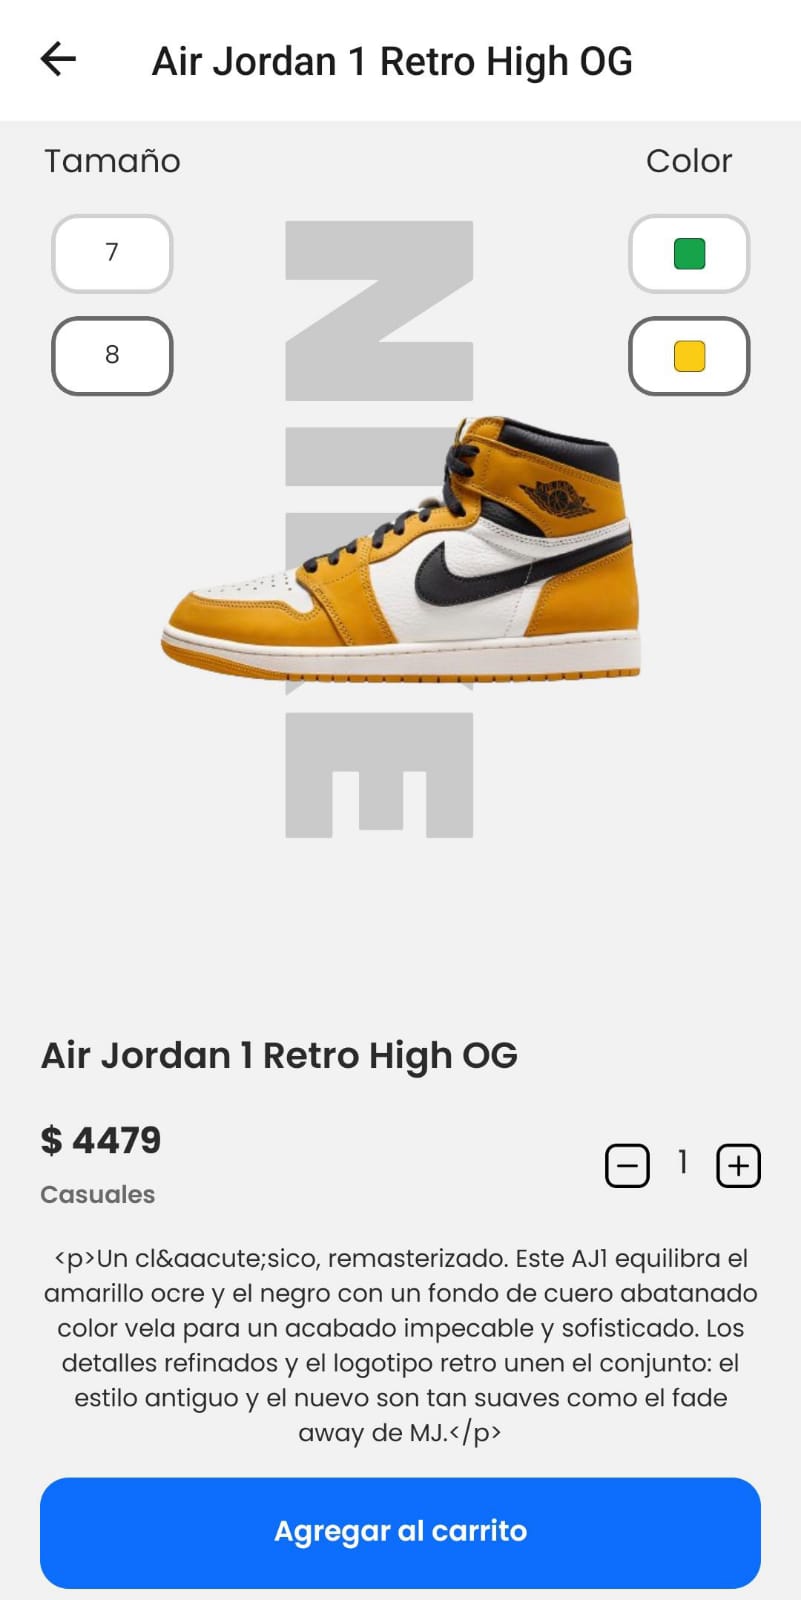 Air Jordan 1 Retro High OG
Tamaño
Color
7
8
NIKE
Air Jordan 1 Retro High OG
$ 4479
1
Casuales
<p>Un cl&aacute;sico, remasterizado. Este AJ1 equilibra el
amarillo ocre y el negro con un fondo de cuero abatanado
color vela para un acabado impecable y sofisticado. Los
detalles refinados y el logotipo retro unen el conjunto: el
estilo antiguo y el nuevo son tan suaves como el fade
away de MJ.</p>
Agregar al carrito